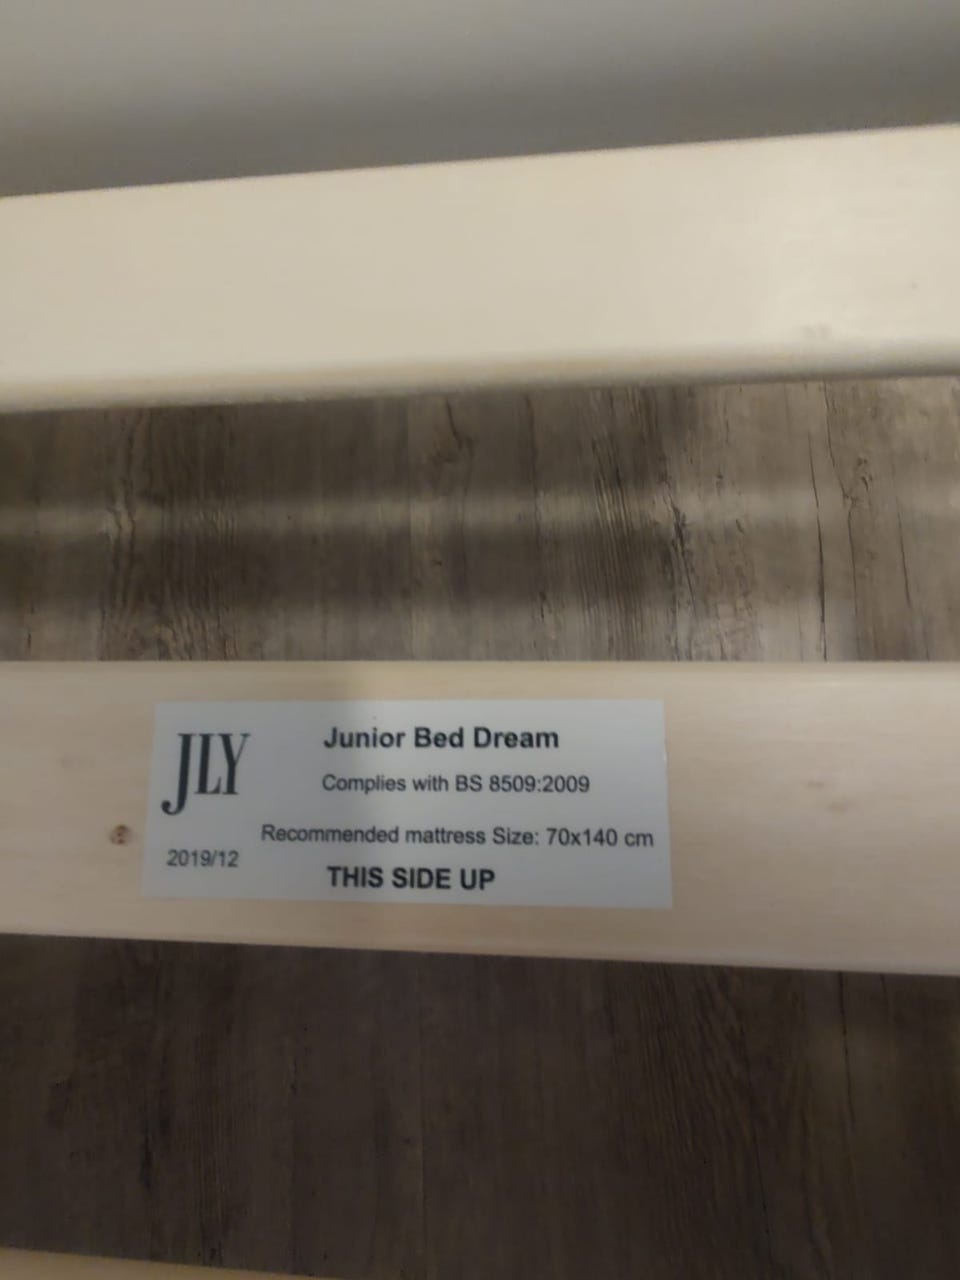 JLY
Junior Bed Dream
Complies with BS 8509:2009
Recommended mattress Size: 70x140 cm
2019/12
THIS SIDE UP